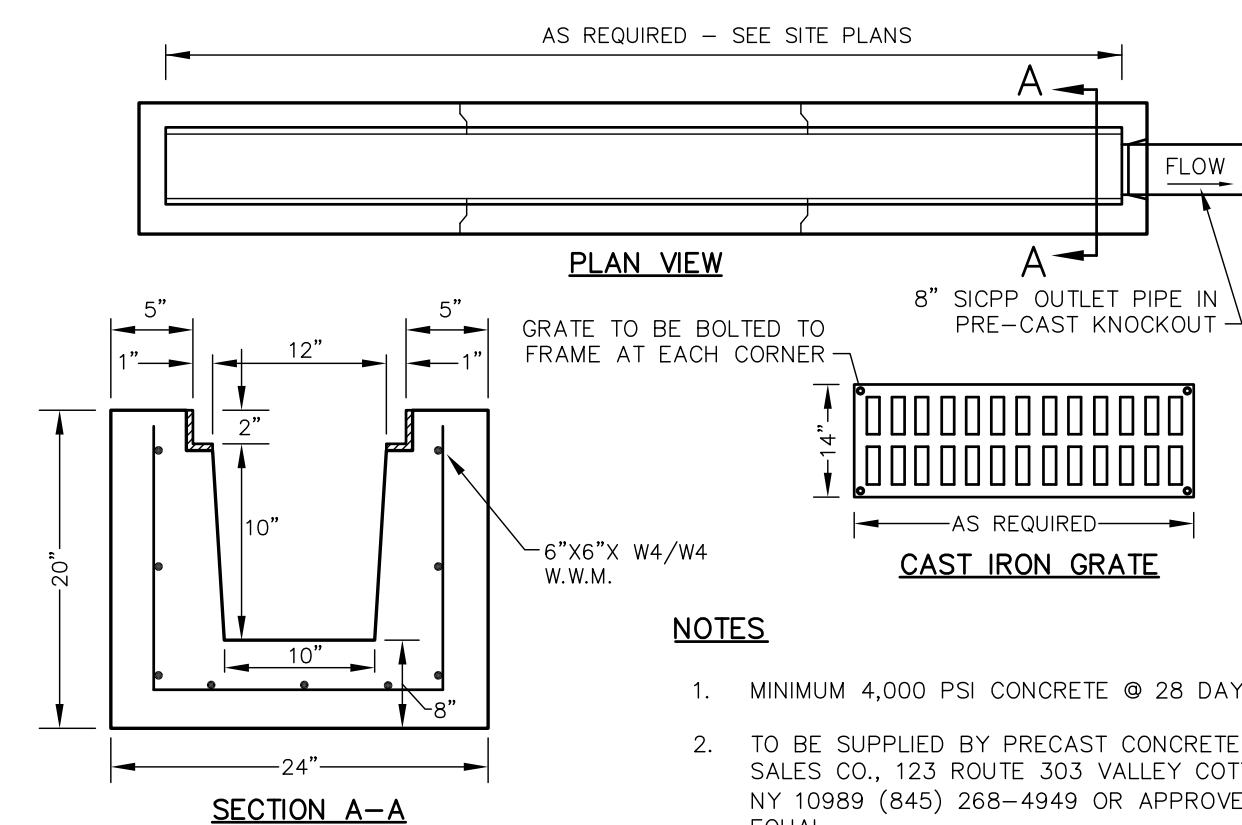 AS REQUIRED – SEE SITE PLANS
A
FLOW
A
PLAN VIEW
8" SICPP OUTLET PIPE IN
PRE–CAST KNOCKOUT
5"
5"
1"
12"
1"
2"
10"
20"
10"
8"
24"
6"X6"X W4/W4
W.W.M.
SECTION A–A
GRATE TO BE BOLTED TO
FRAME AT EACH CORNER
14"
AS REQUIRED
CAST IRON GRATE
NOTES
1. MINIMUM 4,000 PSI CONCRETE @ 28 DAY
2. TO BE SUPPLIED BY PRECAST CONCRETE
SALES CO., 123 ROUTE 303 VALLEY COT
NY 10989 (845) 268–4949 OR APPROVE
EQUAL